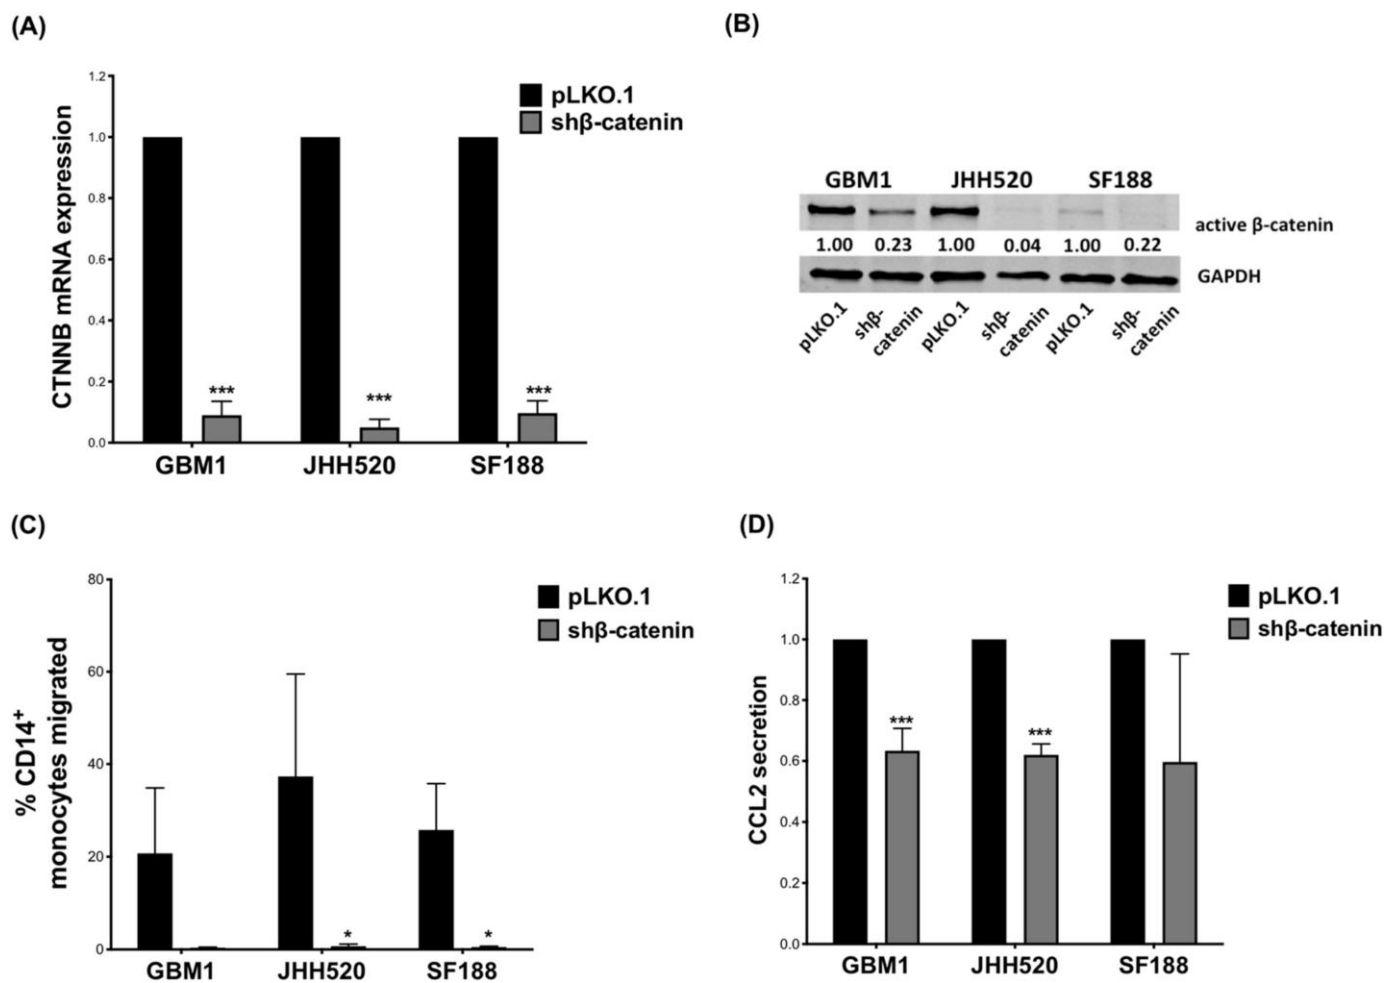 (A)
CTNNB mRNA expression
1.2
1.0
0.8
0.6
0.4
0.2
0.0
pLKO.1
shβ-catenin
***
***
***
GBM1 JHH520 SF188
(B)
GBM1 JHH520 SF188
active β-catenin
1.00 0.23 1.00 0.04 1.00 0.22
GAPDH
pLKO.1
shβ-
catenin
pLKO.1
shβ-
catenin
pLKO.1
shβ-
catenin
(C)
% CD14+
monocytes migrated
80
60
40
20
0
pLKO.1
shβ-catenin
*
*
GBM1 JHH520 SF188
(D)
CCL2 secretion
1.2
1.0
0.8
0.6
0.4
0.2
0.0
pLKO.1
shβ-catenin
***
***
GBM1 JHH520 SF188